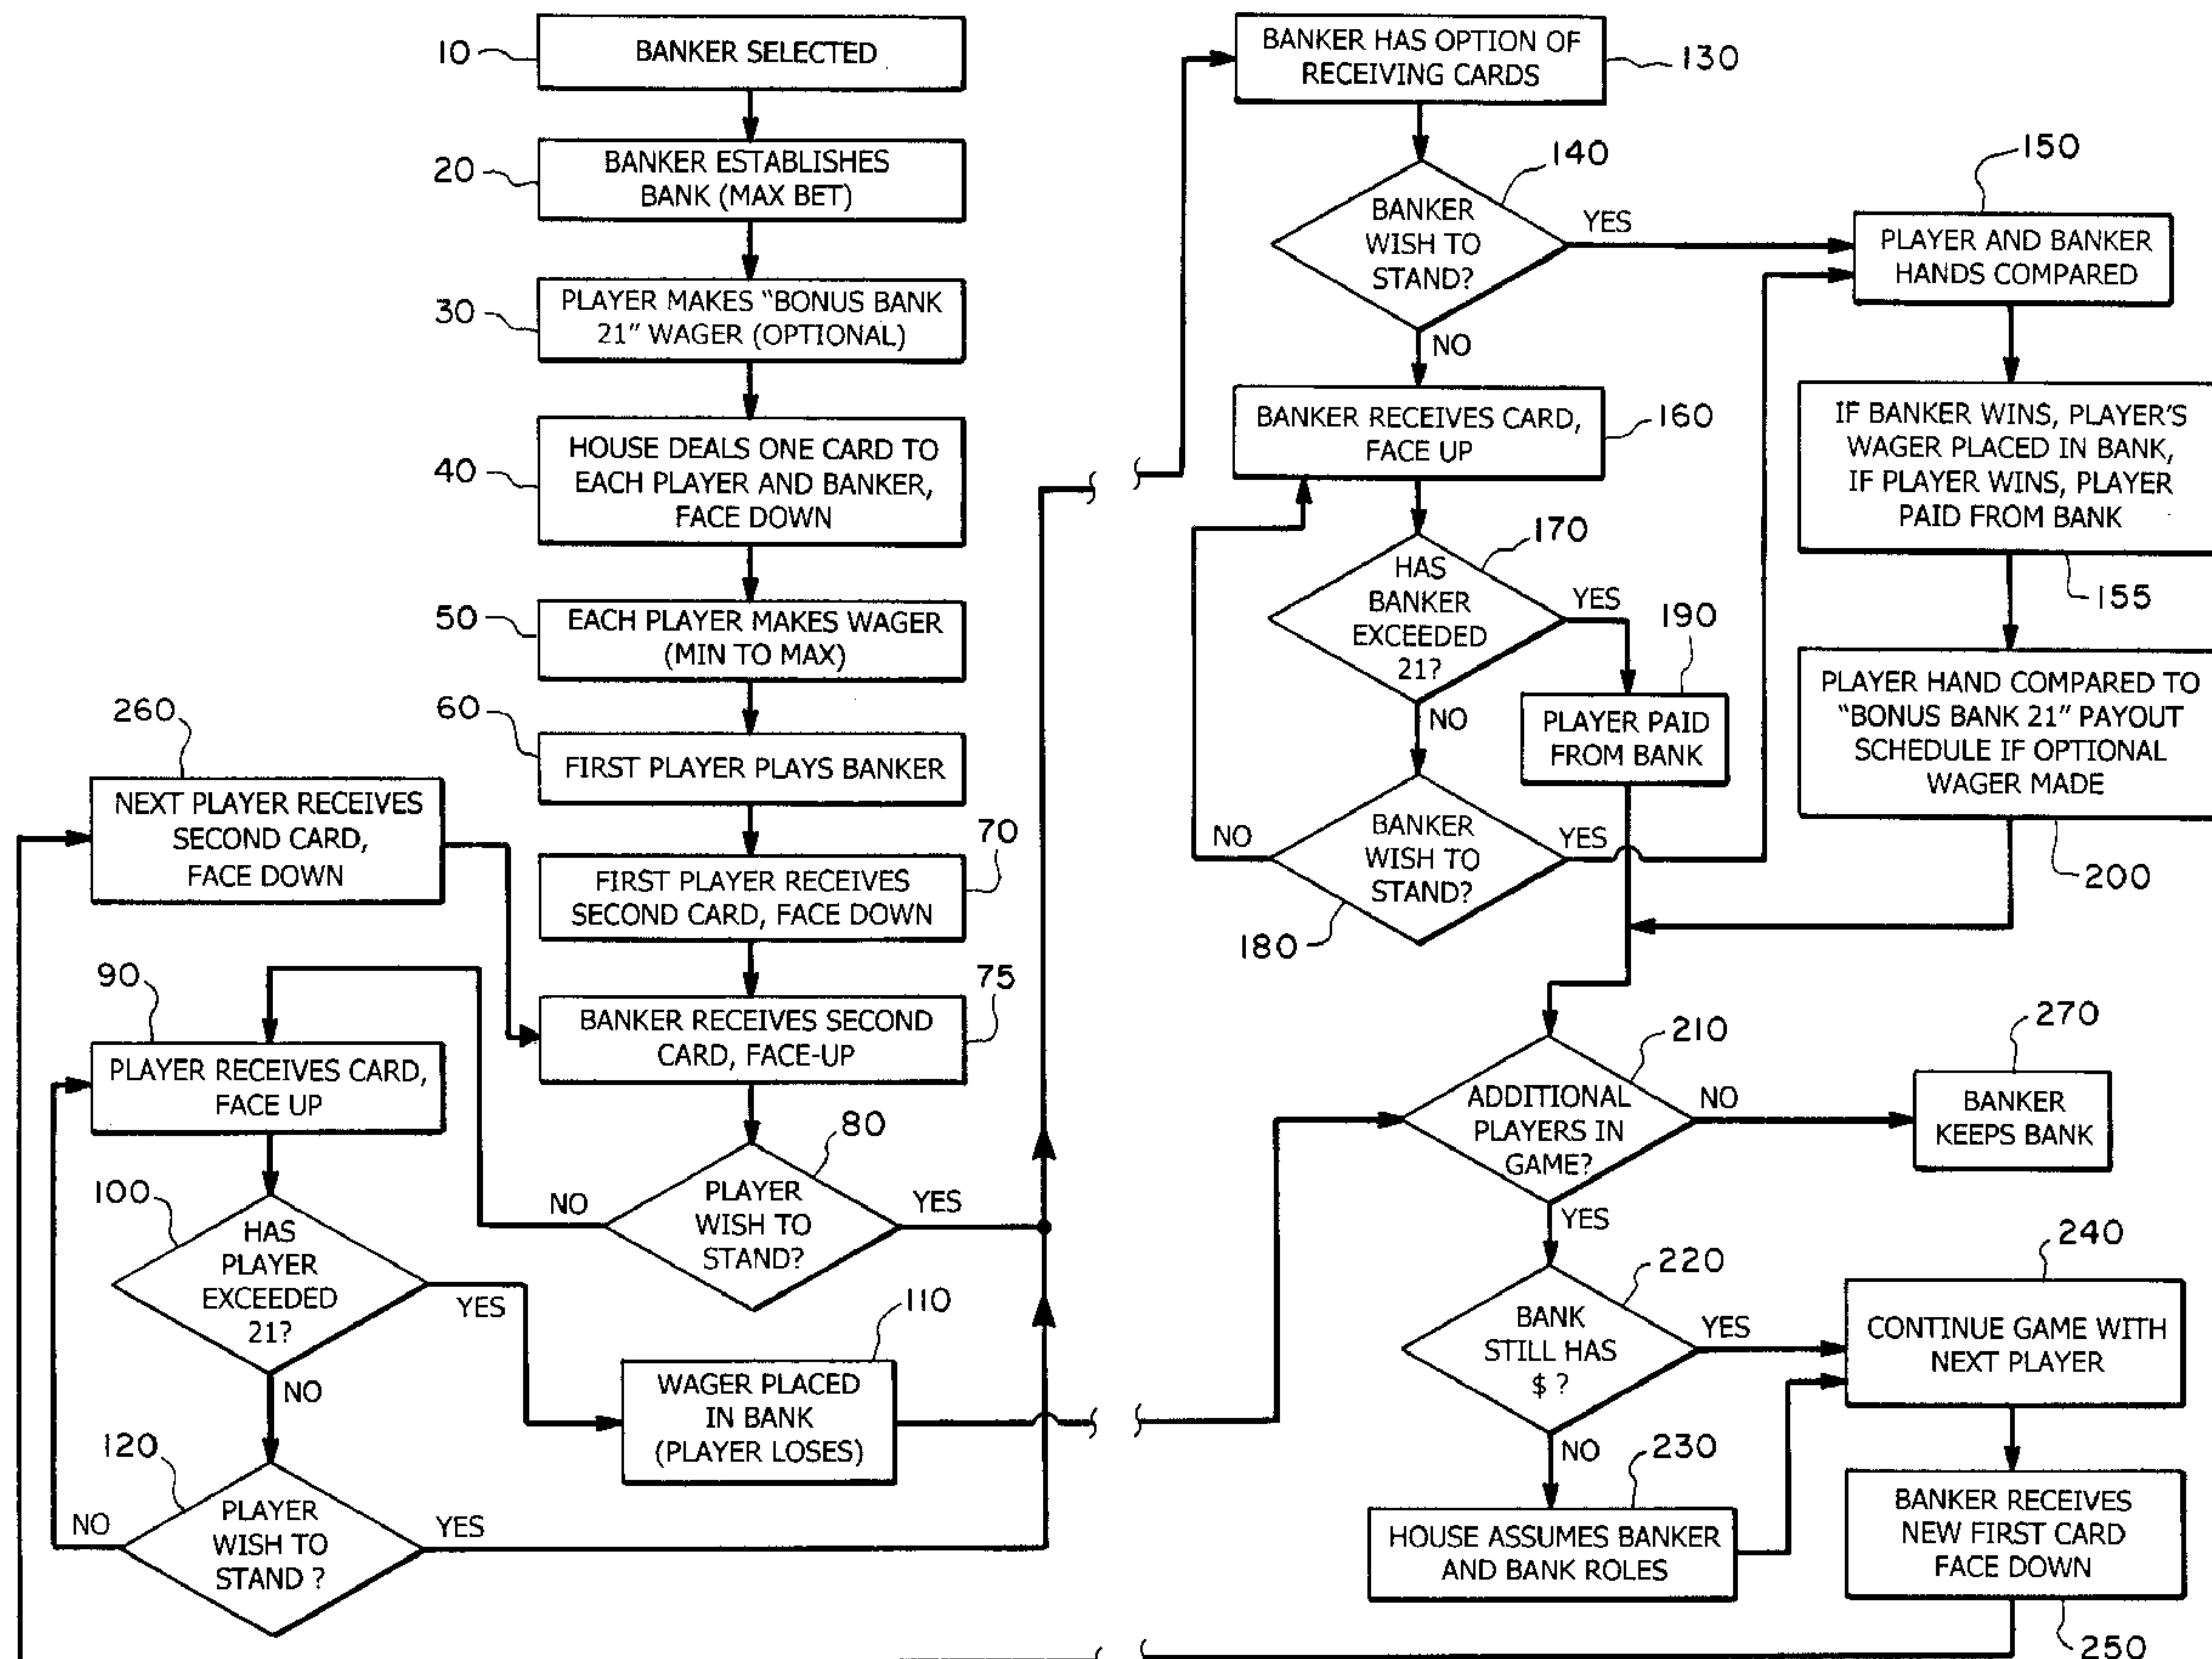 10
BANKER SELECTED
20
BANKER ESTABLISHES
BANK (MAX BET)
30
PLAYER MAKES "BONUS BANK
21" WAGER (OPTIONAL)
40
HOUSE DEALS ONE CARD TO
EACH PLAYER AND BANKER,
FACE DOWN
50
EACH PLAYER MAKES WAGER
(MIN TO MAX)
60
FIRST PLAYER PLAYS BANKER
70
FIRST PLAYER RECEIVES
SECOND CARD, FACE DOWN
260
NEXT PLAYER RECEIVES
SECOND CARD,
FACE DOWN
75
BANKER RECEIVES SECOND
CARD, FACE-UP
80
PLAYER
WISH TO
STAND?
NO
YES
90
PLAYER RECEIVES CARD,
FACE UP
100
HAS
PLAYER
EXCEEDED
21?
YES
NO
110
WAGER PLACED
IN BANK
(PLAYER LOSES)
120
PLAYER
WISH TO
STAND ?
NO
YES
130
BANKER HAS OPTION OF
RECEIVING CARDS
140
BANKER
WISH TO
STAND?
YES
NO
150
PLAYER AND BANKER
HANDS COMPARED
155
IF BANKER WINS, PLAYER'S
WAGER PLACED IN BANK,
IF PLAYER WINS, PLAYER
PAID FROM BANK
160
BANKER RECEIVES CARD,
FACE UP
170
HAS
BANKER
EXCEEDED
21?
YES
NO
190
PLAYER PAID
FROM BANK
180
BANKER
WISH TO
STAND?
NO
YES
200
PLAYER HAND COMPARED TO
"BONUS BANK 21" PAYOUT
SCHEDULE IF OPTIONAL
WAGER MADE
210
ADDITIONAL
PLAYERS IN
GAME?
NO
YES
270
BANKER
KEEPS BANK
220
BANK
STILL HAS
$ ?
YES
NO
230
HOUSE ASSUMES BANKER
AND BANK ROLES
240
CONTINUE GAME WITH
NEXT PLAYER
250
BANKER RECEIVES
NEW FIRST CARD
FACE DOWN